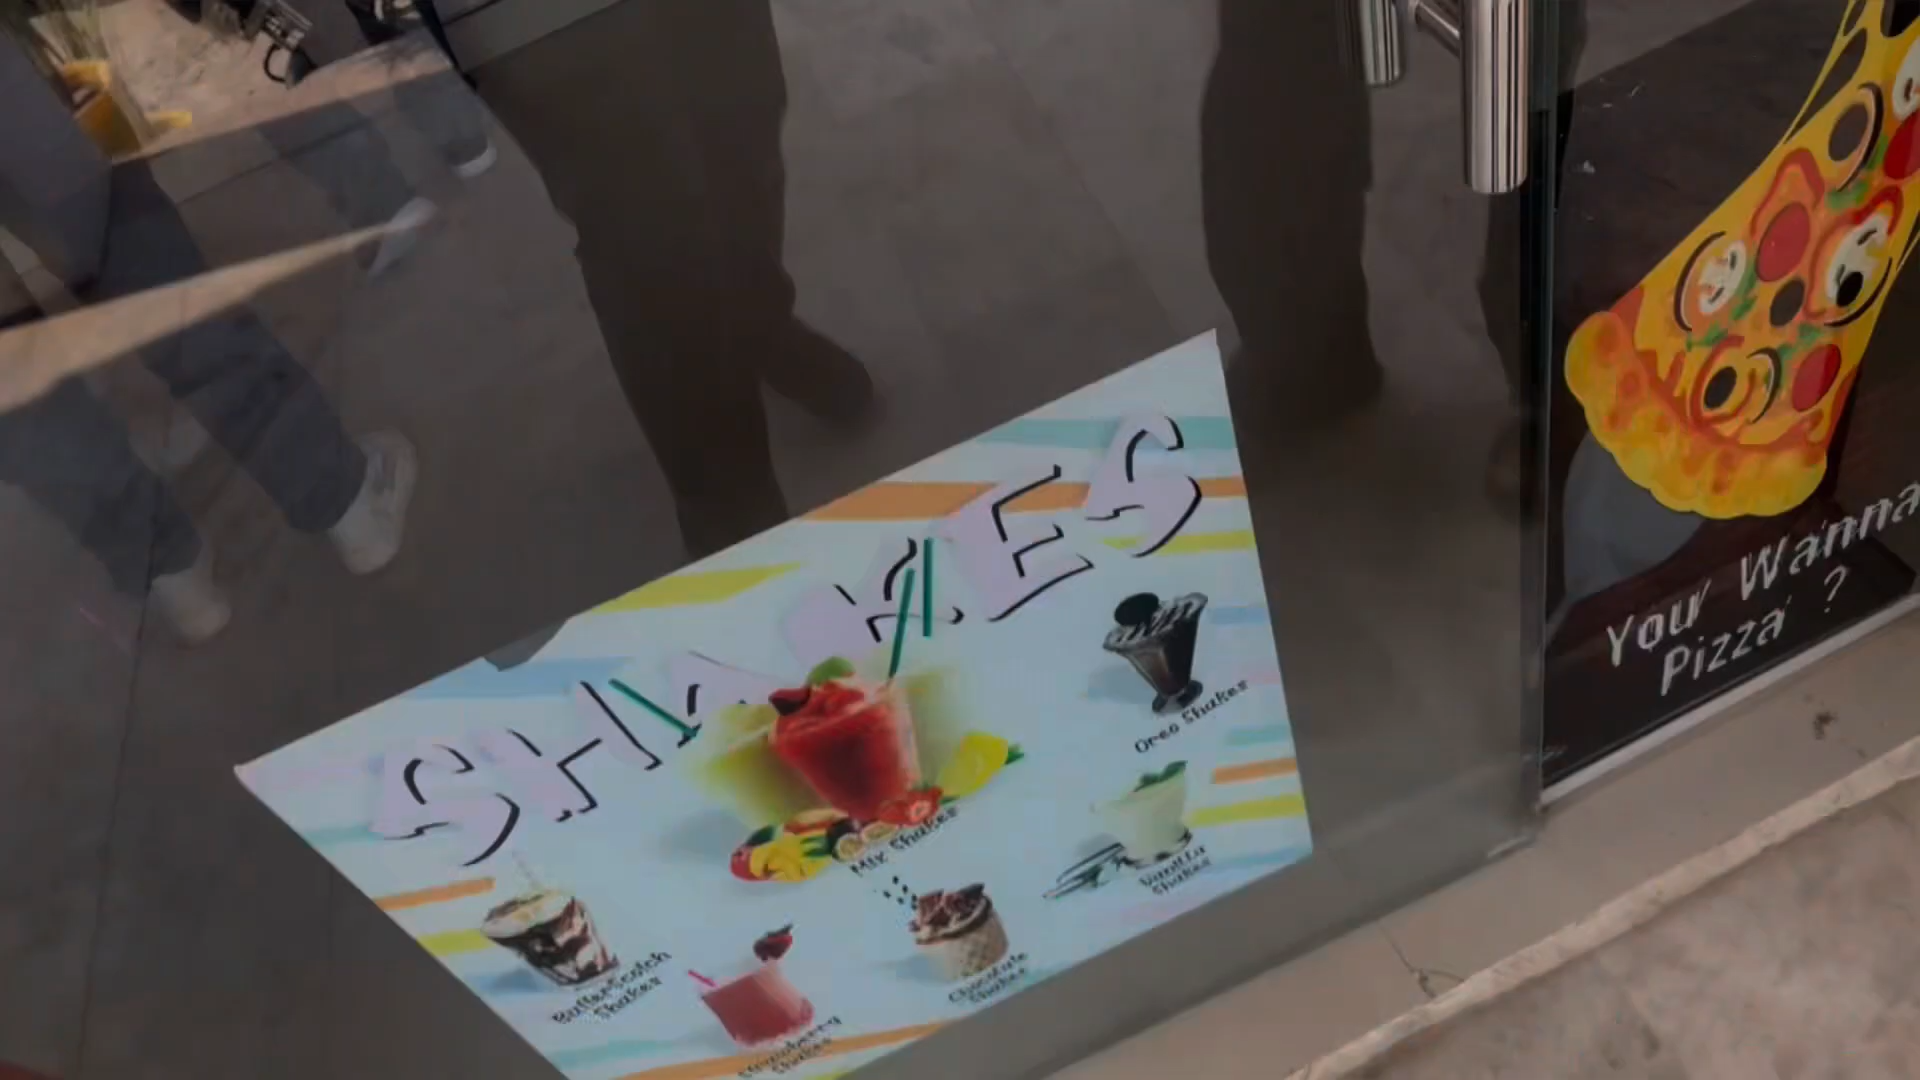 SHAKES
Oreo Shakes
Mix Shakes
Vanilla
Shakes
Chocolate
Shakes
ButterScotch
Shakes
Strawberry
Shakes
You Wanna
Pizza ?